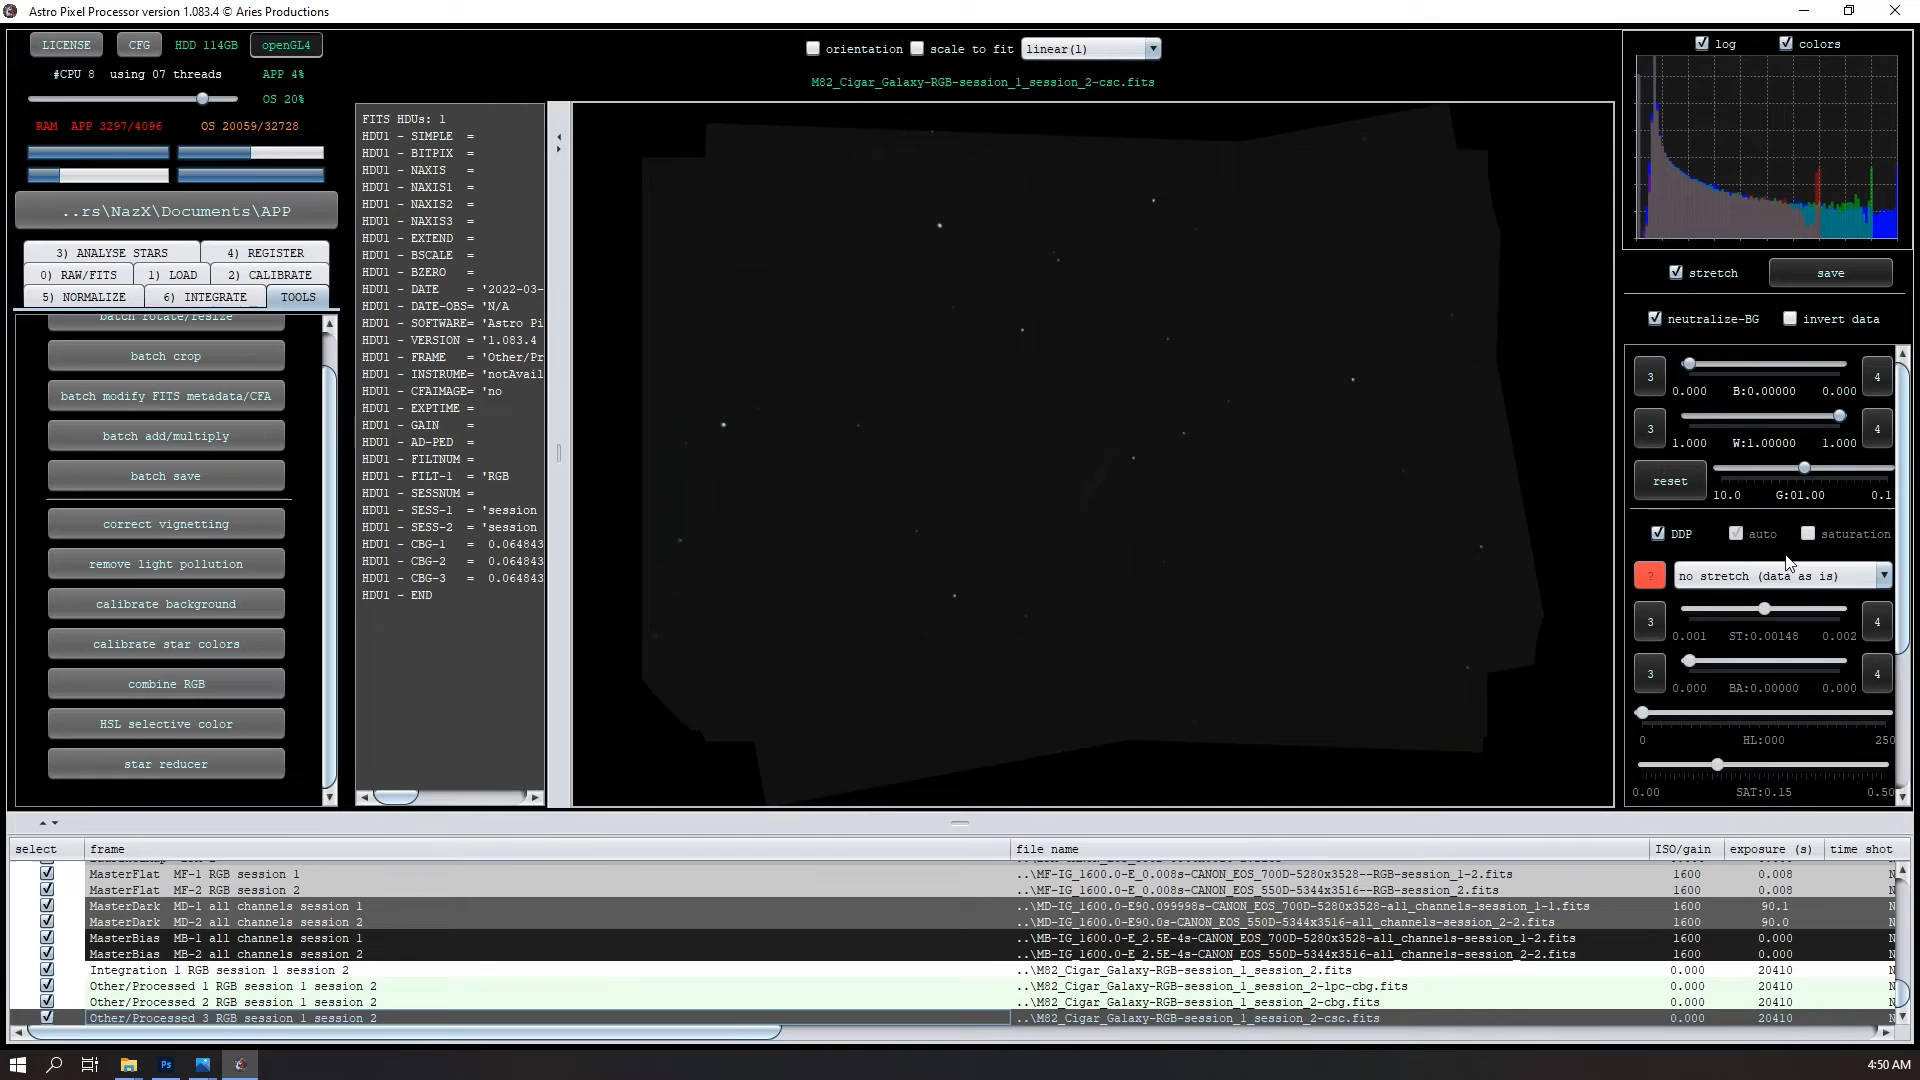 Astro Pixel Processor version 1.083.4 © Aries Productions
LICENSE CFG HDD 114GB openGL4
#CPU 8 using 07 threads APP 4%
OS 20%
RAM APP 3297/4096 OS 20059/32728
..rs\NazX\Documents\APP
3) ANALYSE STARS 4) REGISTER
0) RAW/FITS 1) LOAD 2) CALIBRATE
5) NORMALIZE 6) INTEGRATE TOOLS
batch rotate/resize
batch crop
batch modify FITS metadata/CFA
batch add/multiply
batch save
correct vignetting
remove light pollution
calibrate background
calibrate star colors
combine RGB
HSL selective color
star reducer
FITS HDUs: 1
HDU1 - SIMPLE =
HDU1 - BITPIX =
HDU1 - NAXIS =
HDU1 - NAXIS1 =
HDU1 - NAXIS2 =
HDU1 - NAXIS3 =
HDU1 - EXTEND =
HDU1 - BSCALE =
HDU1 - BZERO =
HDU1 - DATE = '2022-03-
HDU1 - DATE-OBS= 'N/A
HDU1 - SOFTWARE= 'Astro Pi
HDU1 - VERSION = '1.083.4
HDU1 - FRAME = 'Other/Pr
HDU1 - INSTRUME= 'notAvail
HDU1 - CFAIMAGE= 'no
HDU1 - EXPTIME =
HDU1 - GAIN =
HDU1 - AD-PED =
HDU1 - FILTNUM =
HDU1 - FILT-1 = 'RGB
HDU1 - SESSNUM =
HDU1 - SESS-1 = 'session
HDU1 - SESS-2 = 'session
HDU1 - CBG-1 = 0.064843
HDU1 - CBG-2 = 0.064843
HDU1 - CBG-3 = 0.064843
HDU1 - END
orientation scale to fit linear(l)
M82_Cigar_Galaxy-RGB-session_1_session_2-csc.fits
log colors
stretch save
neutralize-BG invert data
3 4
0.000 B:0.00000 0.000
3 4
1.000 W:1.00000 1.000
reset
10.0 G:01.00 0.1
DDP auto saturation
? no stretch (data as is)
3 4
0.001 ST:0.00148 0.002
3 4
0.000 BA:0.00000 0.000
0 HL:000 250
0.00 SAT:0.15 0.50
select frame file name ISO/gain exposure (s) time shot
MasterFlat MF-1 RGB session 1 ..\MF-IG_1600.0-E_0.008s-CANON_EOS_700D-5280x3528--RGB-session_1-2.fits 1600 0.008 N
MasterFlat MF-2 RGB session 2 ..\MF-IG_1600.0-E_0.008s-CANON_EOS_550D-5344x3516--RGB-session_2.fits 1600 0.008 N
MasterDark MD-1 all channels session 1 ..\MD-IG_1600.0-E90.099998s-CANON_EOS_700D-5280x3528-all_channels-session_1-1.fits 1600 90.1 N
MasterDark MD-2 all channels session 2 ..\MD-IG_1600.0-E90.0s-CANON_EOS_550D-5344x3516-all_channels-session_2-2.fits 1600 90.0 N
MasterBias MB-1 all channels session 1 ..\MB-IG_1600.0-E_2.5E-4s-CANON_EOS_700D-5280x3528-all_channels-session_1-2.fits 1600 0.000 N
MasterBias MB-2 all channels session 2 ..\MB-IG_1600.0-E_2.5E-4s-CANON_EOS_550D-5344x3516-all_channels-session_2-2.fits 1600 0.000 N
Integration 1 RGB session 1 session 2 ..\M82_Cigar_Galaxy-RGB-session_1_session_2.fits 0.000 20410 N
Other/Processed 1 RGB session 1 session 2 ..\M82_Cigar_Galaxy-RGB-session_1_session_2-lpc-cbg.fits 0.000 20410 N
Other/Processed 2 RGB session 1 session 2 ..\M82_Cigar_Galaxy-RGB-session_1_session_2-cbg.fits 0.000 20410 N
Other/Processed 3 RGB session 1 session 2 ..\M82_Cigar_Galaxy-RGB-session_1_session_2-csc.fits 0.000 20410 N
Ps
4:50 AM